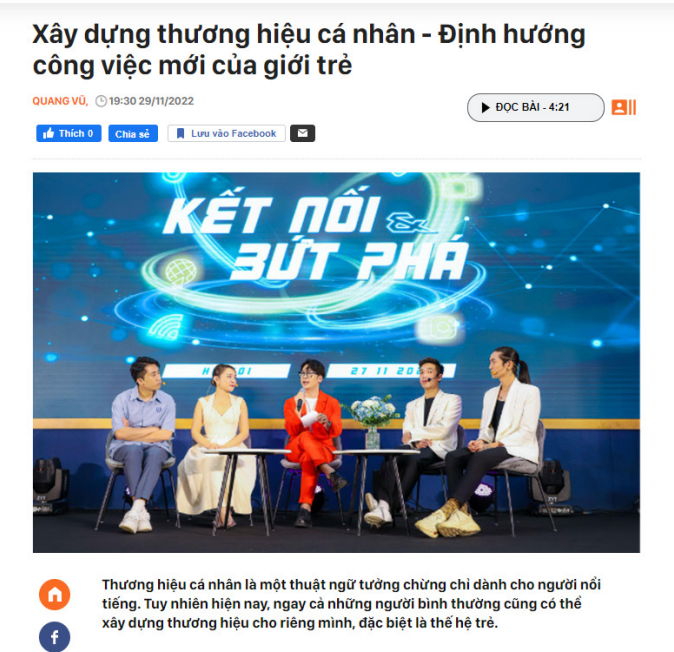 Xây dựng thương hiệu cá nhân - Định hướng
công việc mới của giới trẻ
QUANG VŨ, 19:30 29/11/2022
ĐỌC BÀI - 4:21
Thích 0 Chia sẻ Lưu vào Facebook
KẾT NỐI &
BỨT PHÁ
27 11
Thương hiệu cá nhân là một thuật ngữ tưởng chừng chỉ dành cho người nổi
tiếng. Tuy nhiên hiện nay, ngay cả những người bình thường cũng có thể
xây dựng thương hiệu cho riêng mình, đặc biệt là thế hệ trẻ.